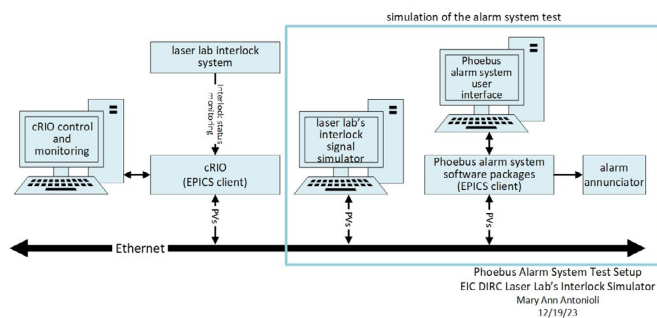 simulation of the alarm system test
laser lab interlock
system
Phoebus
alarm system
user
interface
Interlock status
monitoring
cRIO control
and
monitoring
laser lab's
interlock
signal
simulator
cRIO
(EPICS client)
Phoebus alarm system
software packages
(EPICS client)
alarm
annunciator
PVs
PVs
PVs
Ethernet
Phoebus Alarm System Test Setup
EIC DIRC Laser Lab's Interlock Simulator
Mary Ann Antonioli
12/19/23